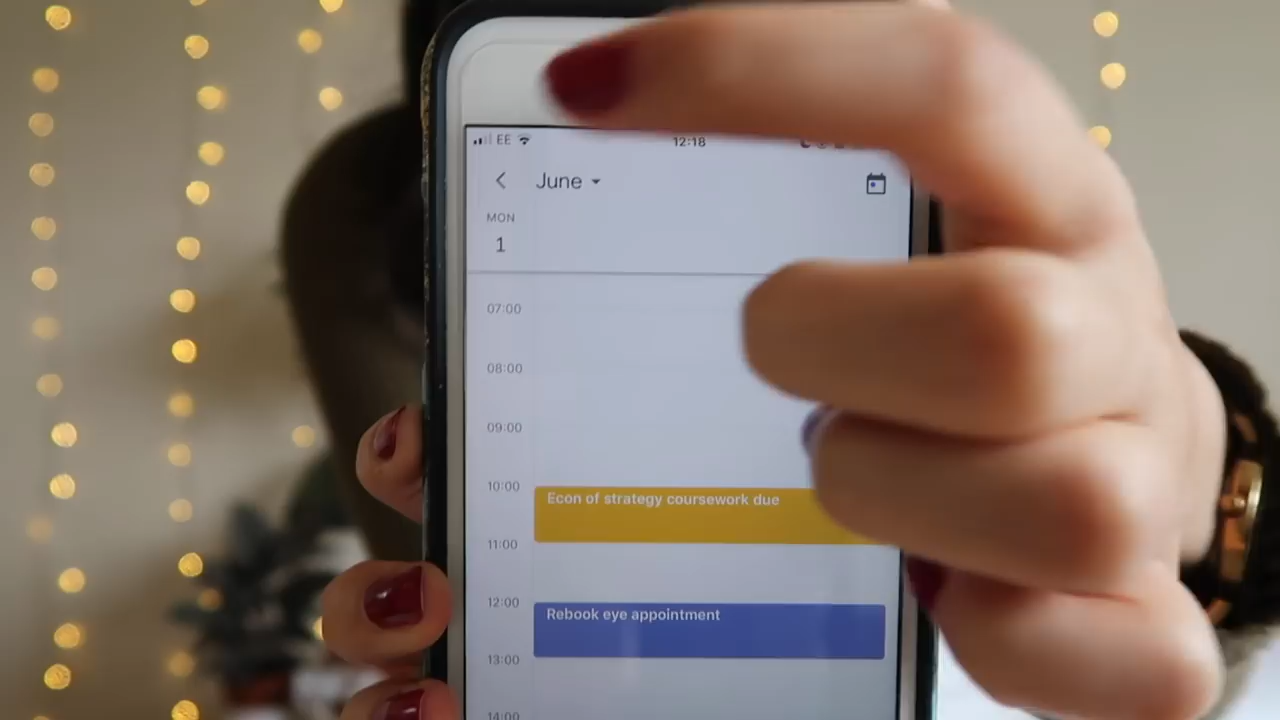 EE 12:18
June
MON
1
07:00
08:00
09:00
10:00
Econ of strategy coursework due
11:00
12:00
Rebook eye appointment
13:00
14:00